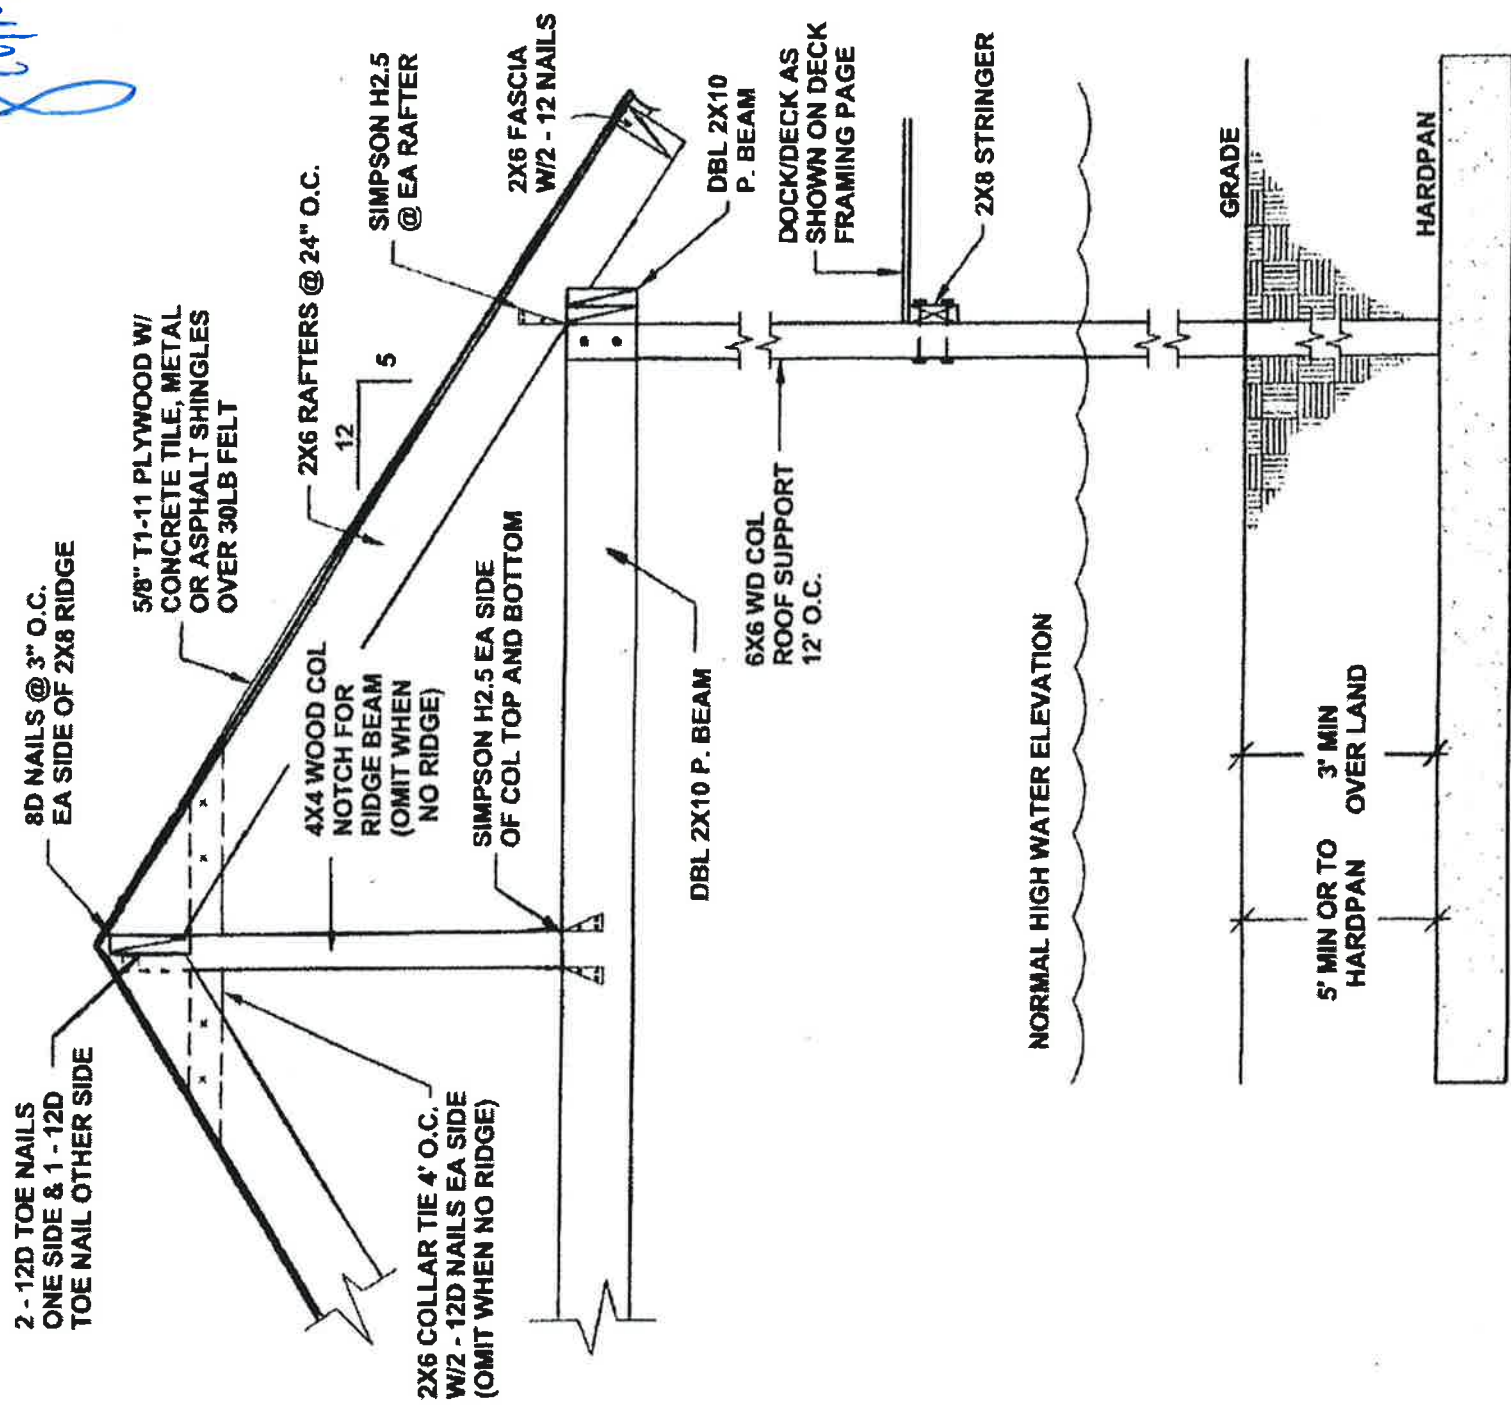 2 - 12D TOE NAILS
ONE SIDE & 1 - 12D
TOE NAIL OTHER SIDE
8D NAILS @ 3" O.C.
EA SIDE OF 2X8 RIDGE
5/8" T1-11 PLYWOOD W/
CONCRETE TILE, METAL
OR ASPHALT SHINGLES
OVER 30LB FELT
2X6 RAFTERS @ 24" O.C.
12
5
SIMPSON H2.5
@ EA RAFTER
2X6 FASCIA
W/2 - 12 NAILS
4X4 WOOD COL
NOTCH FOR
RIDGE BEAM
(OMIT WHEN
NO RIDGE)
2X6 COLLAR TIE 4' O.C.
W/2 - 12D NAILS EA SIDE
(OMIT WHEN NO RIDGE)
SIMPSON H2.5 EA SIDE
OF COL TOP AND BOTTOM
DBL 2X10
P. BEAM
DBL 2X10 P. BEAM
6X6 WD COL
ROOF SUPPORT
12' O.C.
DOCK/DECK AS
SHOWN ON DECK
FRAMING PAGE
2X8 STRINGER
NORMAL HIGH WATER ELEVATION
GRADE
5' MIN OR TO
HARDPAN
3' MIN
OVER LAND
HARDPAN